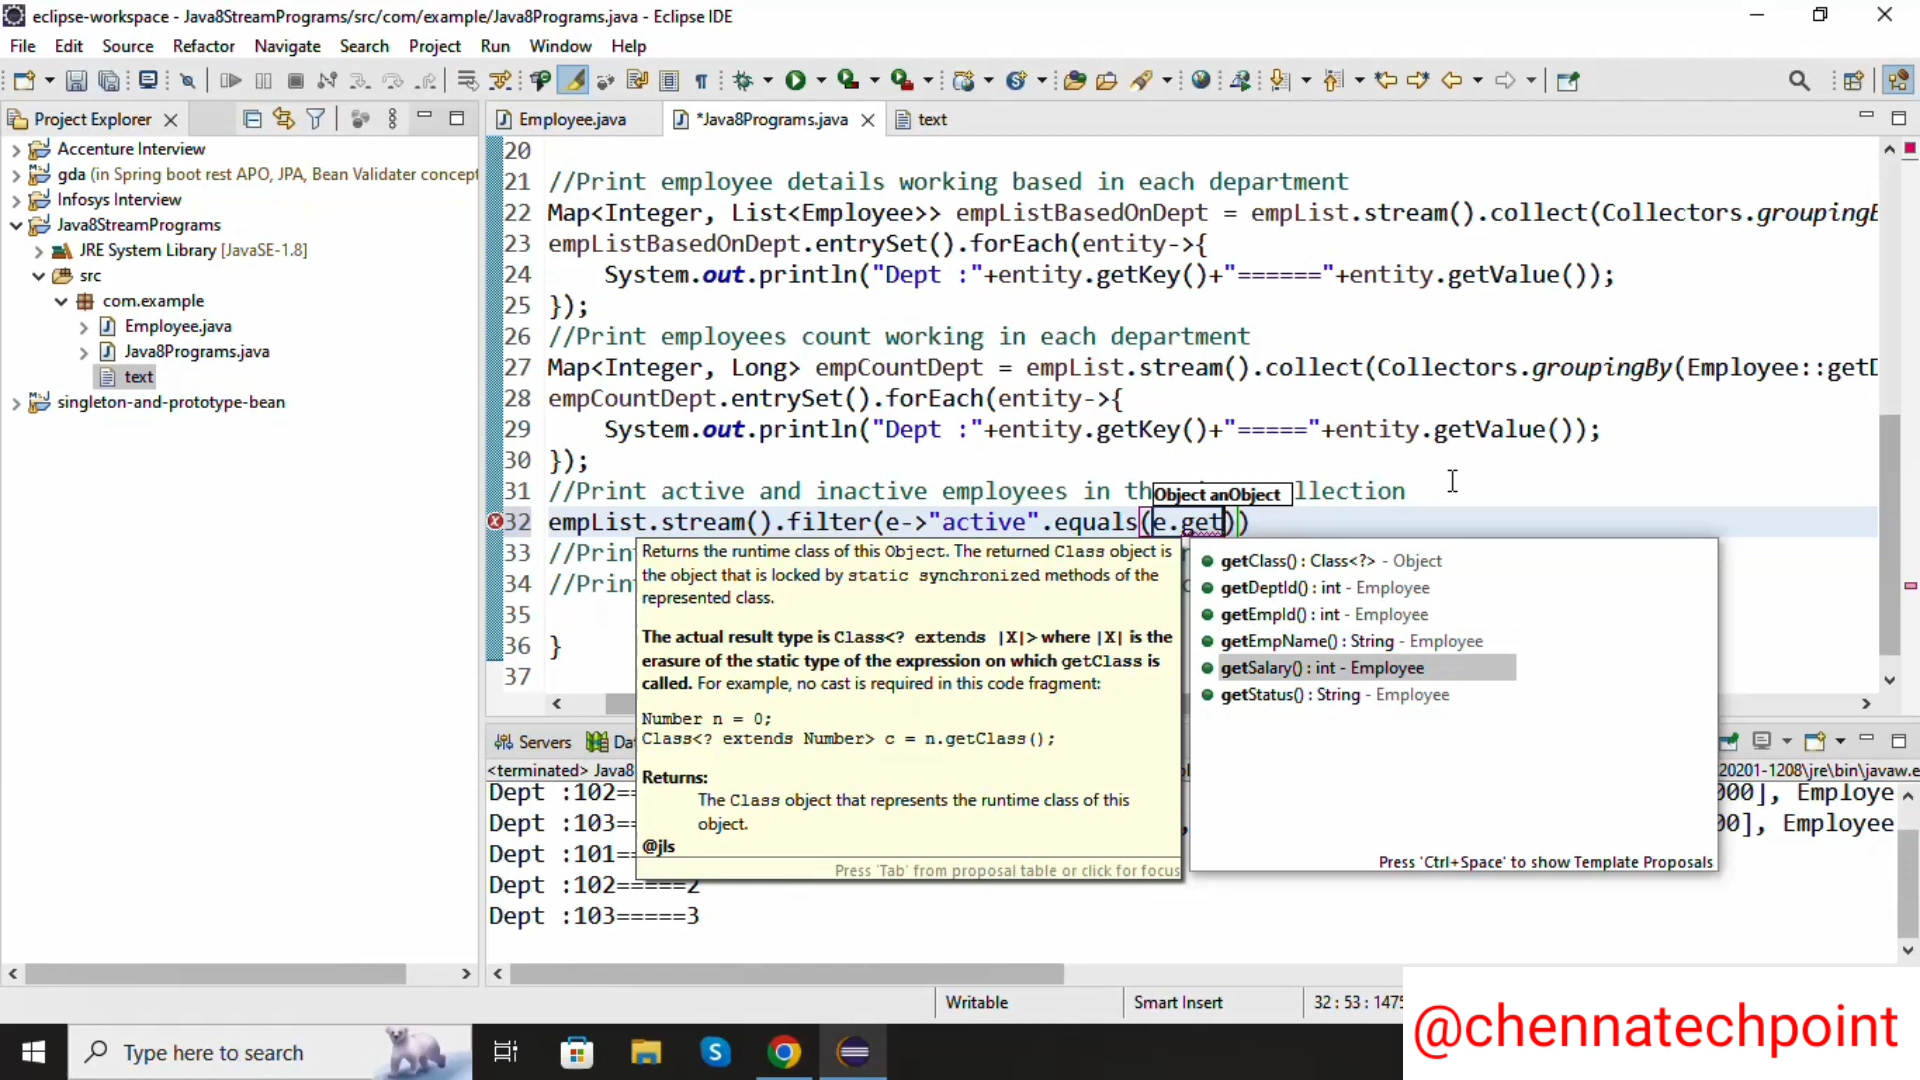 eclipse-workspace - Java8StreamPrograms/src/com/example/Java8Programs.java - Eclipse IDE
File Edit Source Refactor Navigate Search Project Run Window Help
Project Explorer
Employee.java
*Java8Programs.java
text
Accenture Interview
gda (in Spring boot rest APO, JPA, Bean Validater concept
Infosys Interview
Java8StreamPrograms
JRE System Library [JavaSE-1.8]
src
com.example
Employee.java
Java8Programs.java
text
singleton-and-prototype-bean
20
21 //Print employee details working based in each department
22 Map<Integer, List<Employee>> empListBasedOnDept = empList.stream().collect(Collectors.groupingB
23 empListBasedOnDept.entrySet().forEach(entity->{
24 System.out.println("Dept :"+entity.getKey()+"======"+entity.getValue());
25 });
26 //Print employees count working in each department
27 Map<Integer, Long> empCountDept = empList.stream().collect(Collectors.groupingBy(Employee::getD
28 empCountDept.entrySet().forEach(entity->{
29 System.out.println("Dept :"+entity.getKey()+"====="+entity.getValue());
30 });
31 //Print active and inactive employees in th llection
Object anObject
32 empList.stream().filter(e->"active".equals(e.get))
33 //Prin
34 //Prin
35
36 }
37
Returns the runtime class of this Object. The returned Class object is
the object that is locked by static synchronized methods of the
represented class.
The actual result type is Class<? extends |X|> where |X| is the
erasure of the static type of the expression on which getClass is
called. For example, no cast is required in this code fragment:
Number n = 0;
Class<? extends Number> c = n.getClass();
Returns:
The Class object that represents the runtime class of this
object.
@jls
Press 'Tab' from proposal table or click for focus
getClass() : Class<?> - Object
getDeptId() : int - Employee
getEmpId() : int - Employee
getEmpName() : String - Employee
getSalary() : int - Employee
getStatus() : String - Employee
Press 'Ctrl+Space' to show Template Proposals
Servers Da
<terminated> Java8 20201-1208\jre\bin\javaw.e
Dept :102== 000], Employe
Dept :103== 00], Employee
Dept :101==
Dept :102=====2
Dept :103=====3
Writable
Smart Insert
32 : 53 : 1475
Type here to search
@chennatechpoint